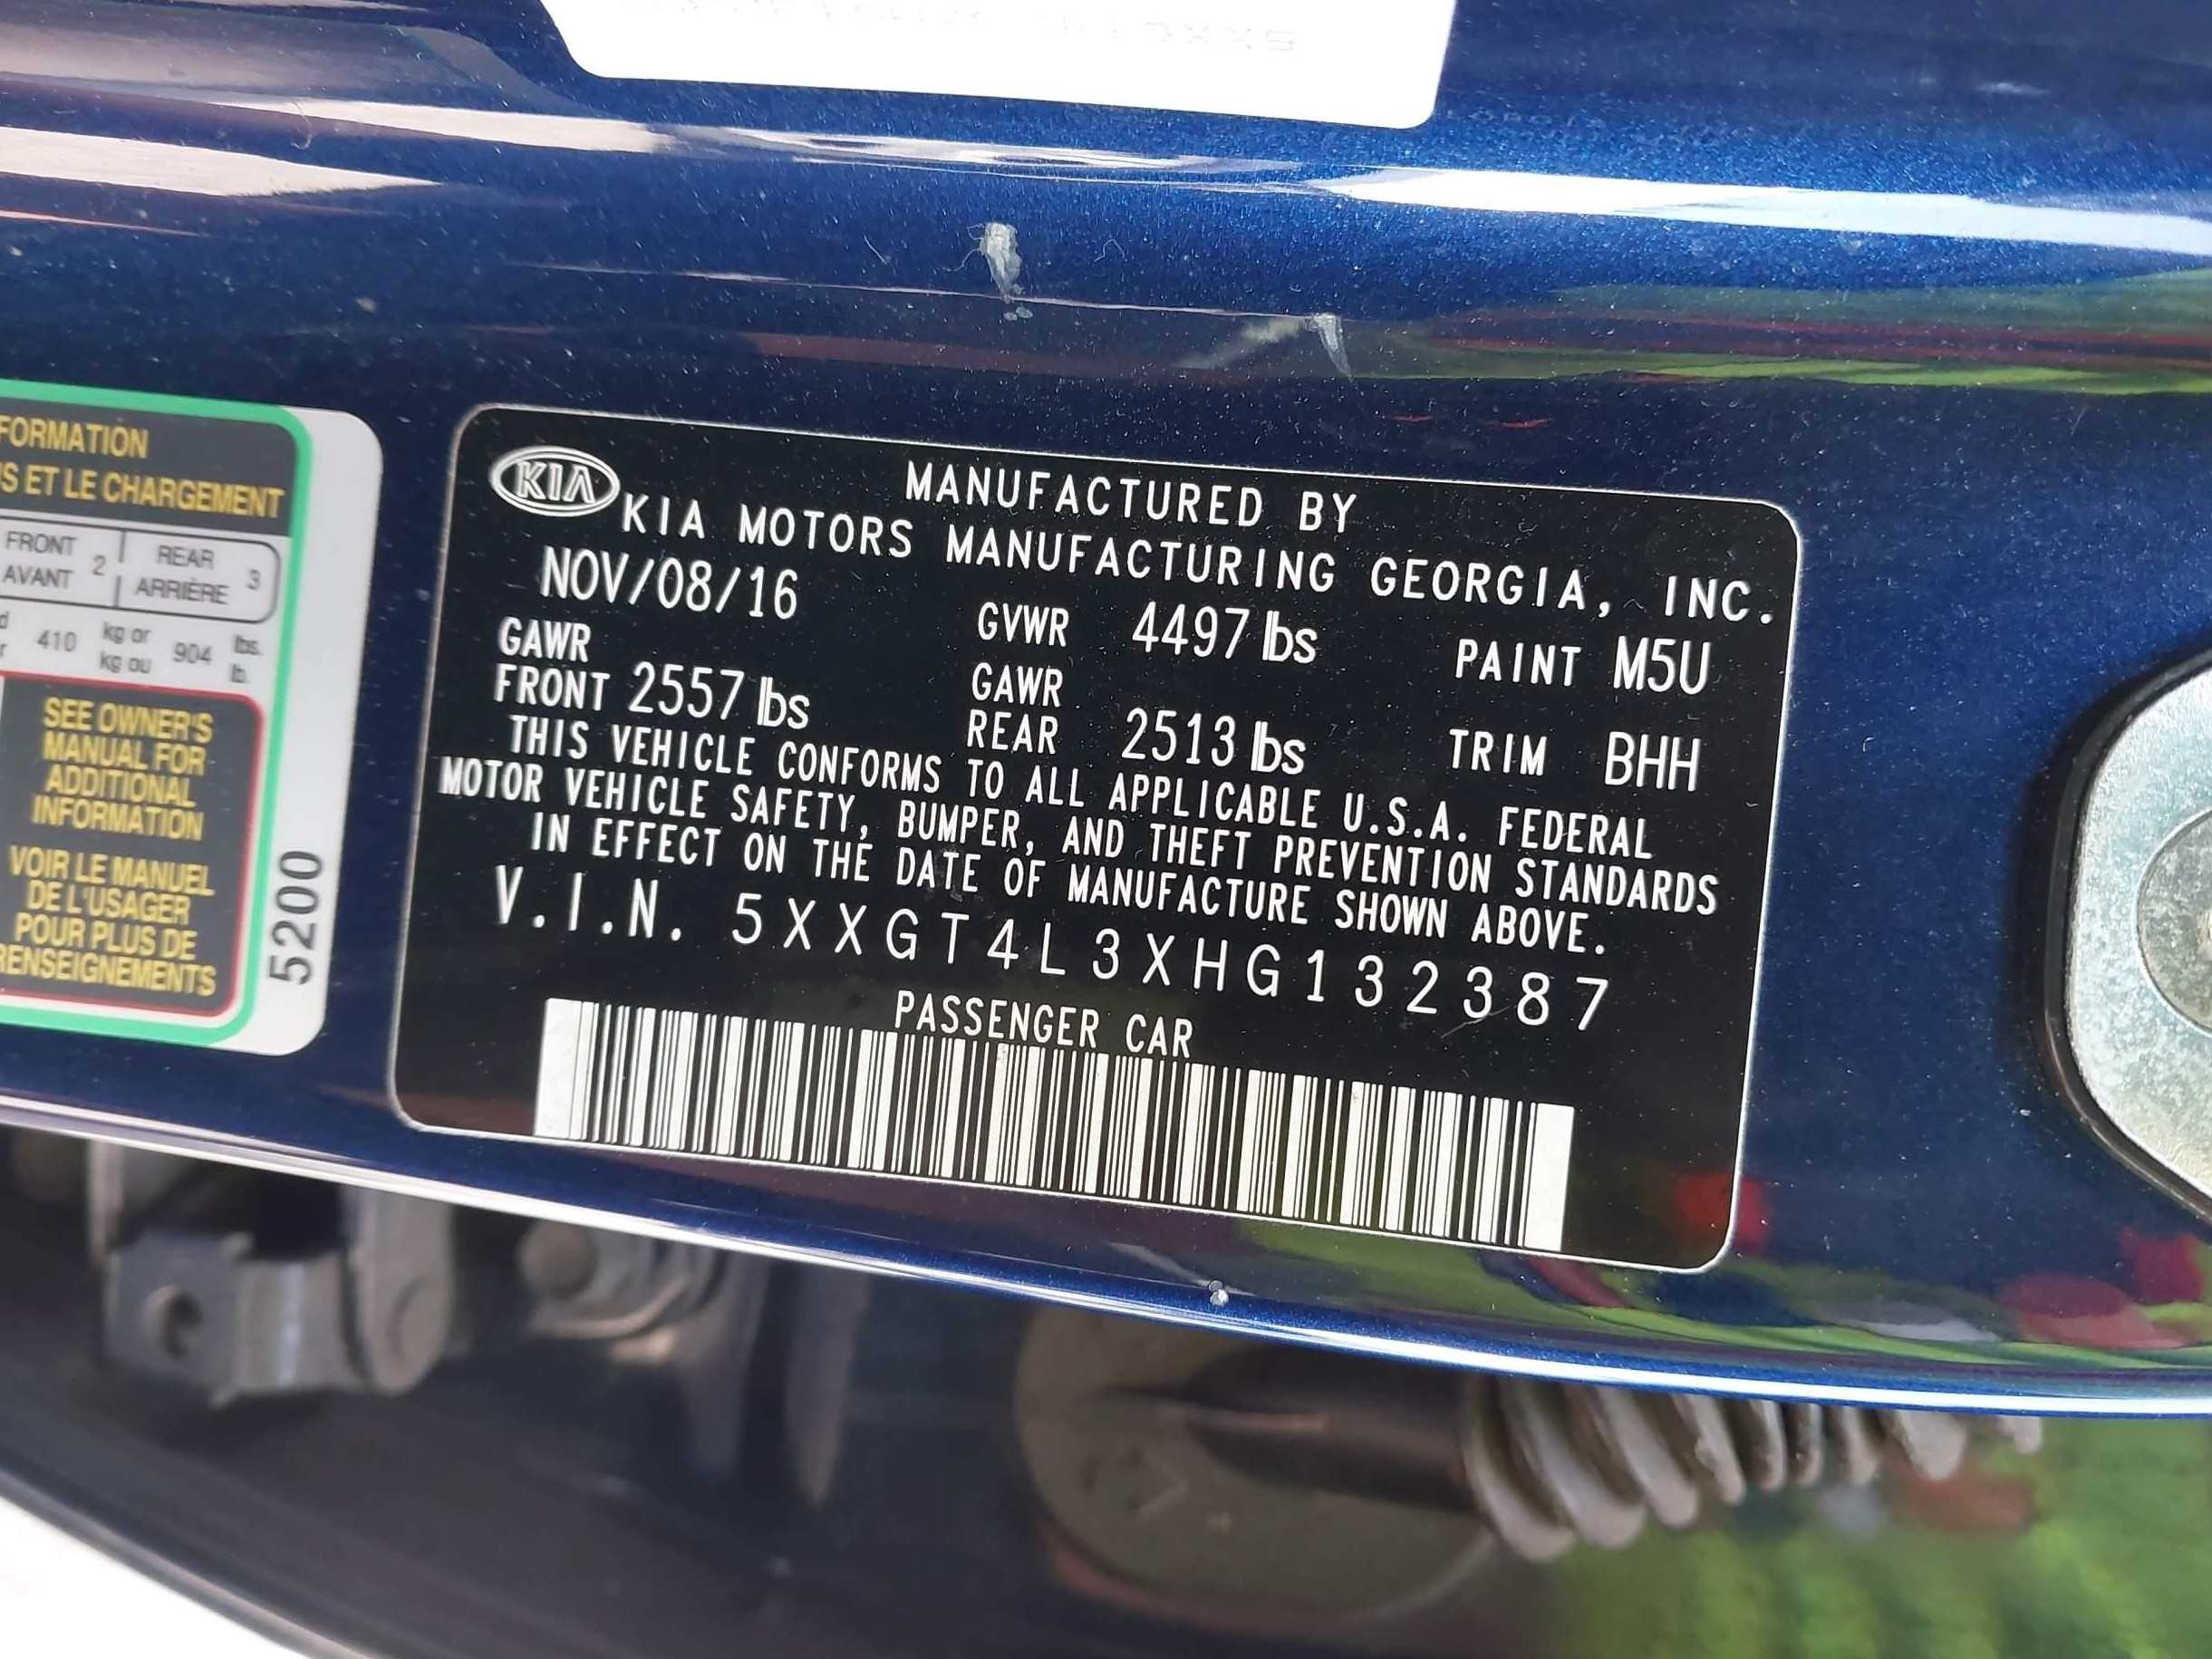 FORMATION
S ET LE CHARGEMENT
FRONT 2 REAR 3
AVANT ARRIÈRE
410 kg or 904 lbs.
kg ou lb.
SEE OWNER'S
MANUAL FOR
ADDITIONAL
INFORMATION
VOIR LE MANUEL
DE L'USAGER
POUR PLUS DE
RENSEIGNEMENTS
5200
KIA
MANUFACTURED BY
KIA MOTORS MANUFACTURING GEORGIA, INC.
NOV/08/16 GVWR 4497 lbs PAINT M5U
GAWR GAWR
FRONT 2557 lbs REAR 2513 lbs TRIM BHH
THIS VEHICLE CONFORMS TO ALL APPLICABLE U.S.A. FEDERAL
MOTOR VEHICLE SAFETY, BUMPER, AND THEFT PREVENTION STANDARDS
IN EFFECT ON THE DATE OF MANUFACTURE SHOWN ABOVE.
V.I.N. 5XXGT4L3XHG132387
PASSENGER CAR